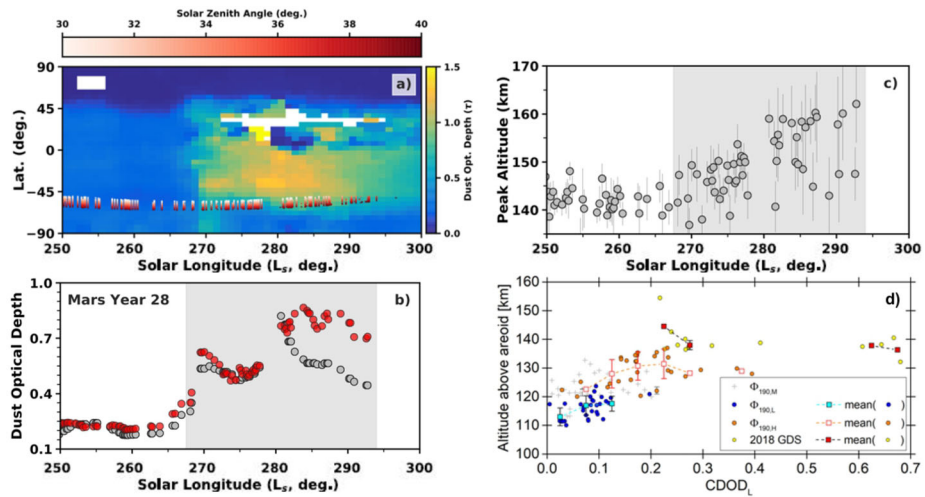 Solar Zenith Angle (deg.)
30 32 34 36 38 40
a)
90
45
0
−45
−90
Lat. (deg.)
250 260 270 280 290 300
Solar Longitude (Ls, deg.)
1.5
1.0
0.5
0.0
Dust Opt. Depth (τ)
c)
170
160
150
140
Peak Altitude (km)
250 260 270 280 290 300
Solar Longitude (Ls, deg.)
Mars Year 28
b)
1.0
0.7
0.4
0.1
Dust Optical Depth
250 260 270 280 290 300
Solar Longitude (Ls, deg.)
d)
160
150
140
130
120
110
100
Altitude above areoid [km]
Φ190,M
Φ190,L mean( )
Φ190,H mean( )
2018 GDS mean( )
0.0 0.1 0.2 0.3 0.4 0.5 0.6 0.7
CDODL